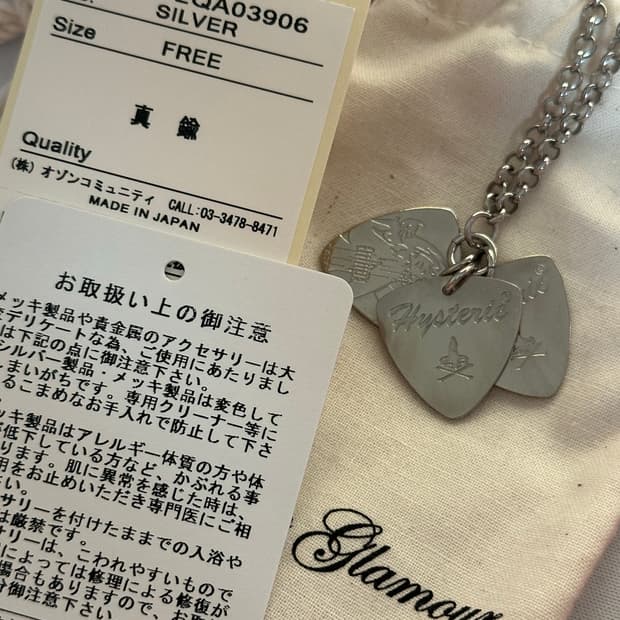 QA03906
SILVER
Size
FREE
真 鍮
Quality
(株) オゾンコミュニティ CALL:03-3478-8471
MADE IN JAPAN
お取扱い上の御注意
メッキ製品や貴金属のアクセサリーは大
変デリケートな為、ご使用にあたりまし
は下記の点に御注意下さい。
シルバー製品・メッキ製品は変色して
しまいがちです。専用クリーナー等に
るこまめなお手入れで防止して下さ
ッキ製品はアレルギー体質の方や体
が低下している方など、かぶれる事
ります。肌に異常を感じた時は、
用をお止めいただき専門医にご相
さい。
サリーを付けたままでの入浴や
は厳禁です。
サリーは、こわれやすいもので
によっては修理による修復が
場合もありますので、お取
分御注意下さい
Hysteric
Glamour